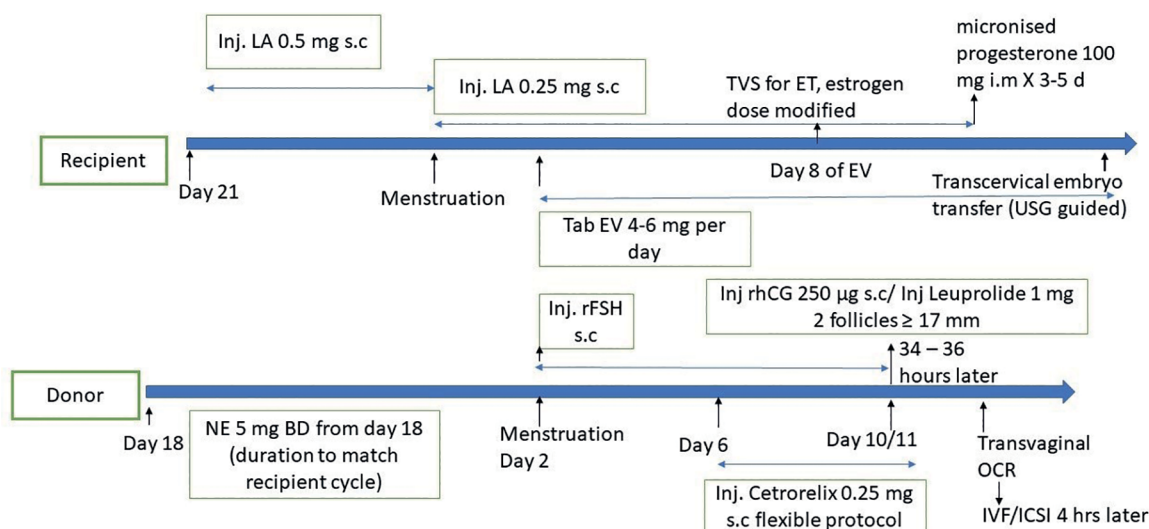 Inj. LA 0.5 mg s.c
Inj. LA 0.25 mg s.c
TVS for ET, estrogen
dose modified
micronised
progesterone 100
mg i.m X 3-5 d
Recipient
Day 21
Menstruation
Day 8 of EV
Transcervical embryo
transfer (USG guided)
Tab EV 4-6 mg per
day
Inj. rFSH
s.c
Inj rhCG 250 µg s.c/ Inj Leuprolide 1 mg
2 follicles ≥ 17 mm
34 – 36
hours later
Donor
Day 18
NE 5 mg BD from day 18
(duration to match
recipient cycle)
Menstruation
Day 2
Day 6
Day 10/11
Transvaginal
OCR
Inj. Cetrorelix 0.25 mg
s.c flexible protocol
IVF/ICSI 4 hrs later